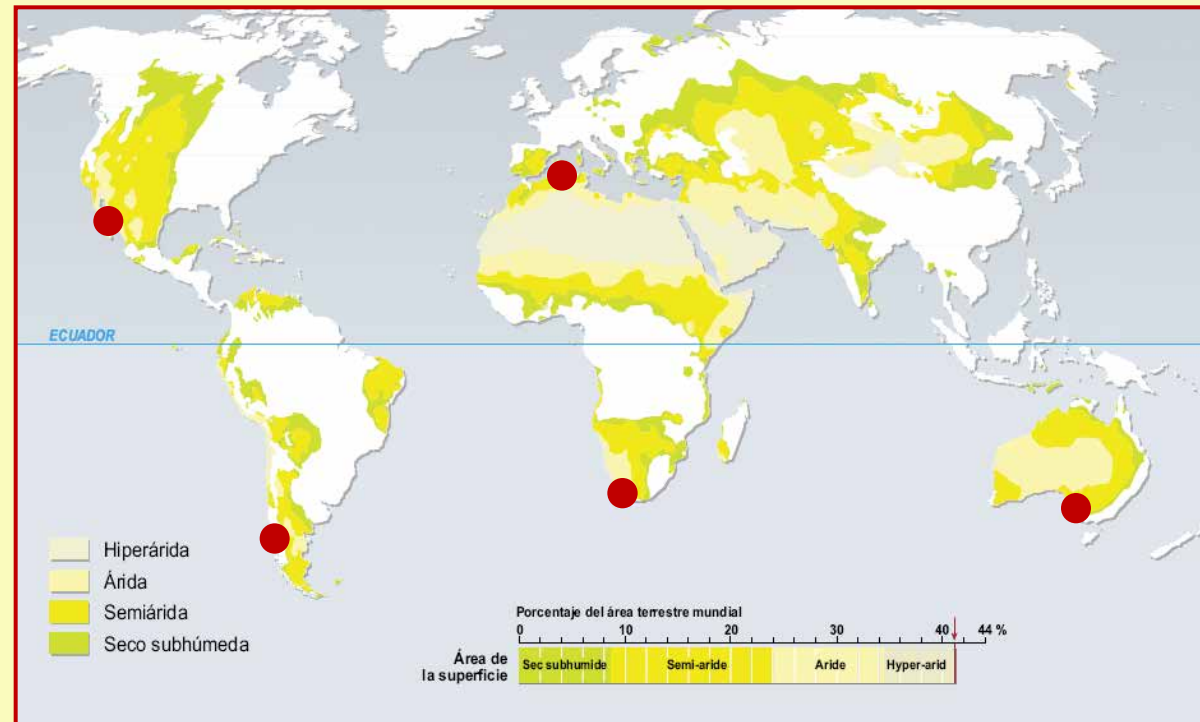 ECUADOR
Hiperárida
Árida
Semiárida
Seco subhúmeda
Porcentaje del área terrestre mundial
0 10 20 30 40 44 %
Área de
la superficie
Sec subhumide Semi-aride Aride Hyper-arid